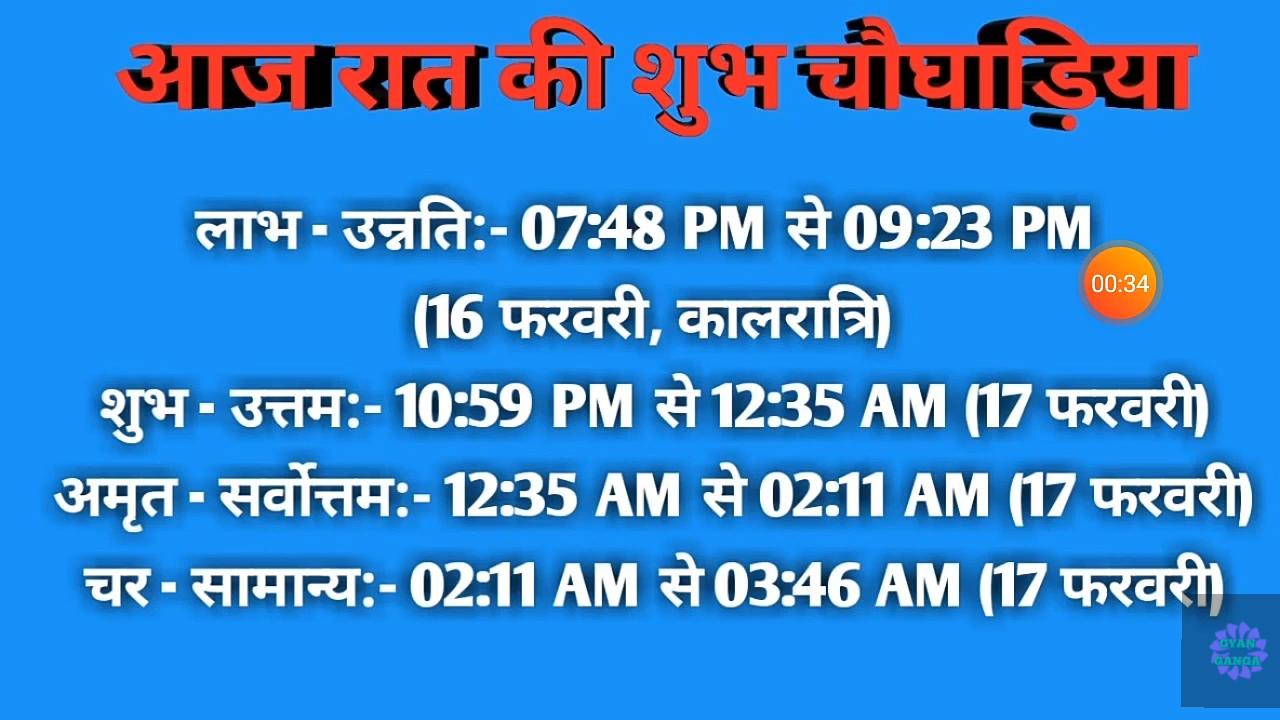 आज रात की शुभ चौघाड़िया
लाभ - उन्नति:- 07:48 PM से 09:23 PM
00:34
(16 फरवरी, कालरात्रि)
शुभ - उत्तम:- 10:59 PM से 12:35 AM (17 फरवरी)
अमृत - सर्वोत्तम:- 12:35 AM से 02:11 AM (17 फरवरी)
चर - सामान्य:- 02:11 AM से 03:46 AM (17 फरवरी)
GYAN
GANGA